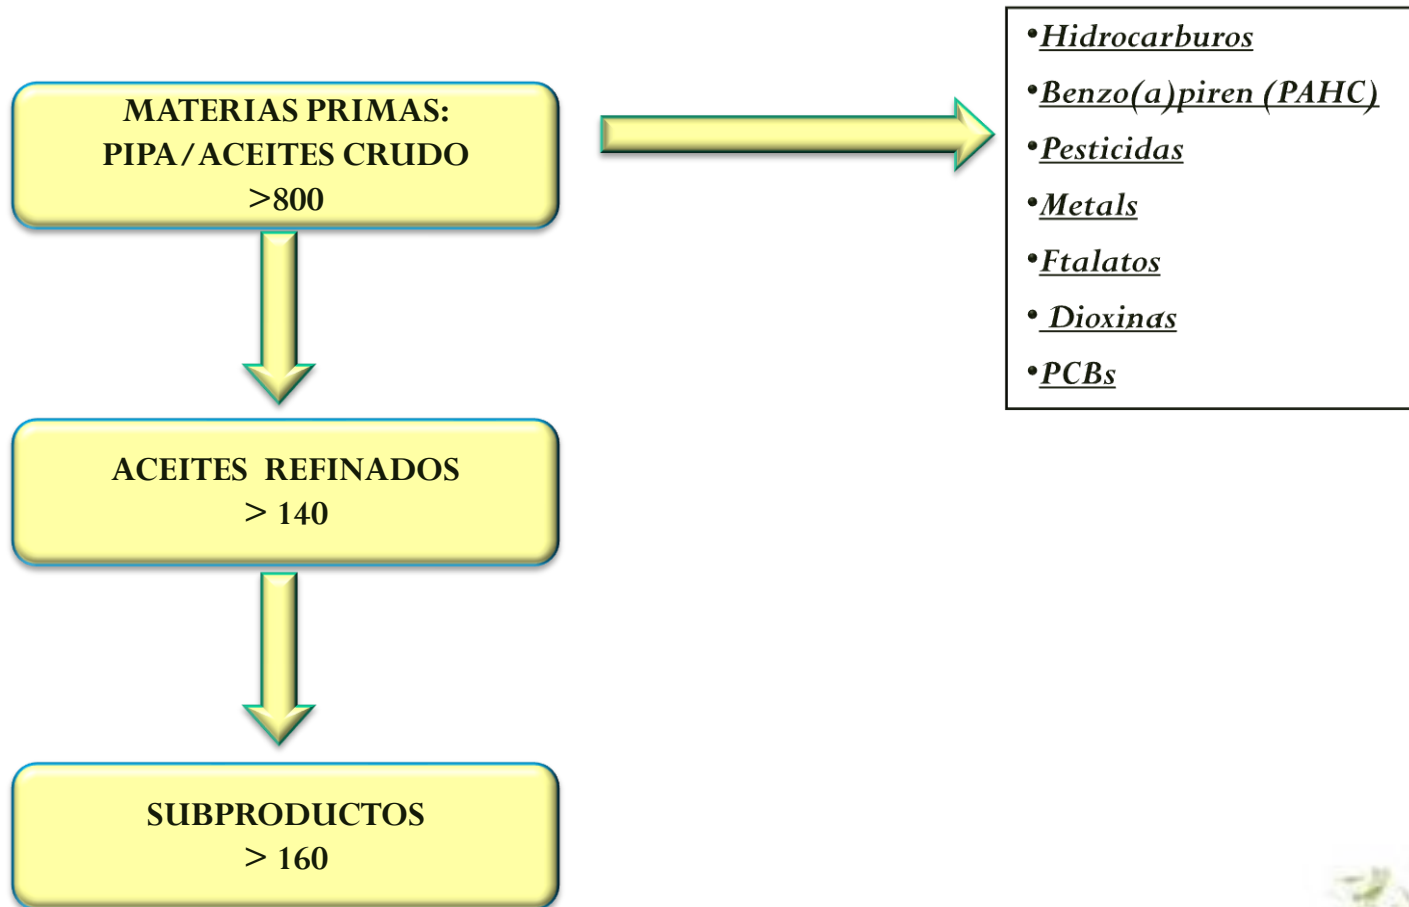 MATERIAS PRIMAS:
PIPA/ACEITES CRUDO
>800
•Hidrocarburos
•Benzo(a)piren (PAHC)
•Pesticidas
•Metals
•Ftalatos
• Dioxinas
•PCBs
ACEITES REFINADOS
> 140
SUBPRODUCTOS
> 160